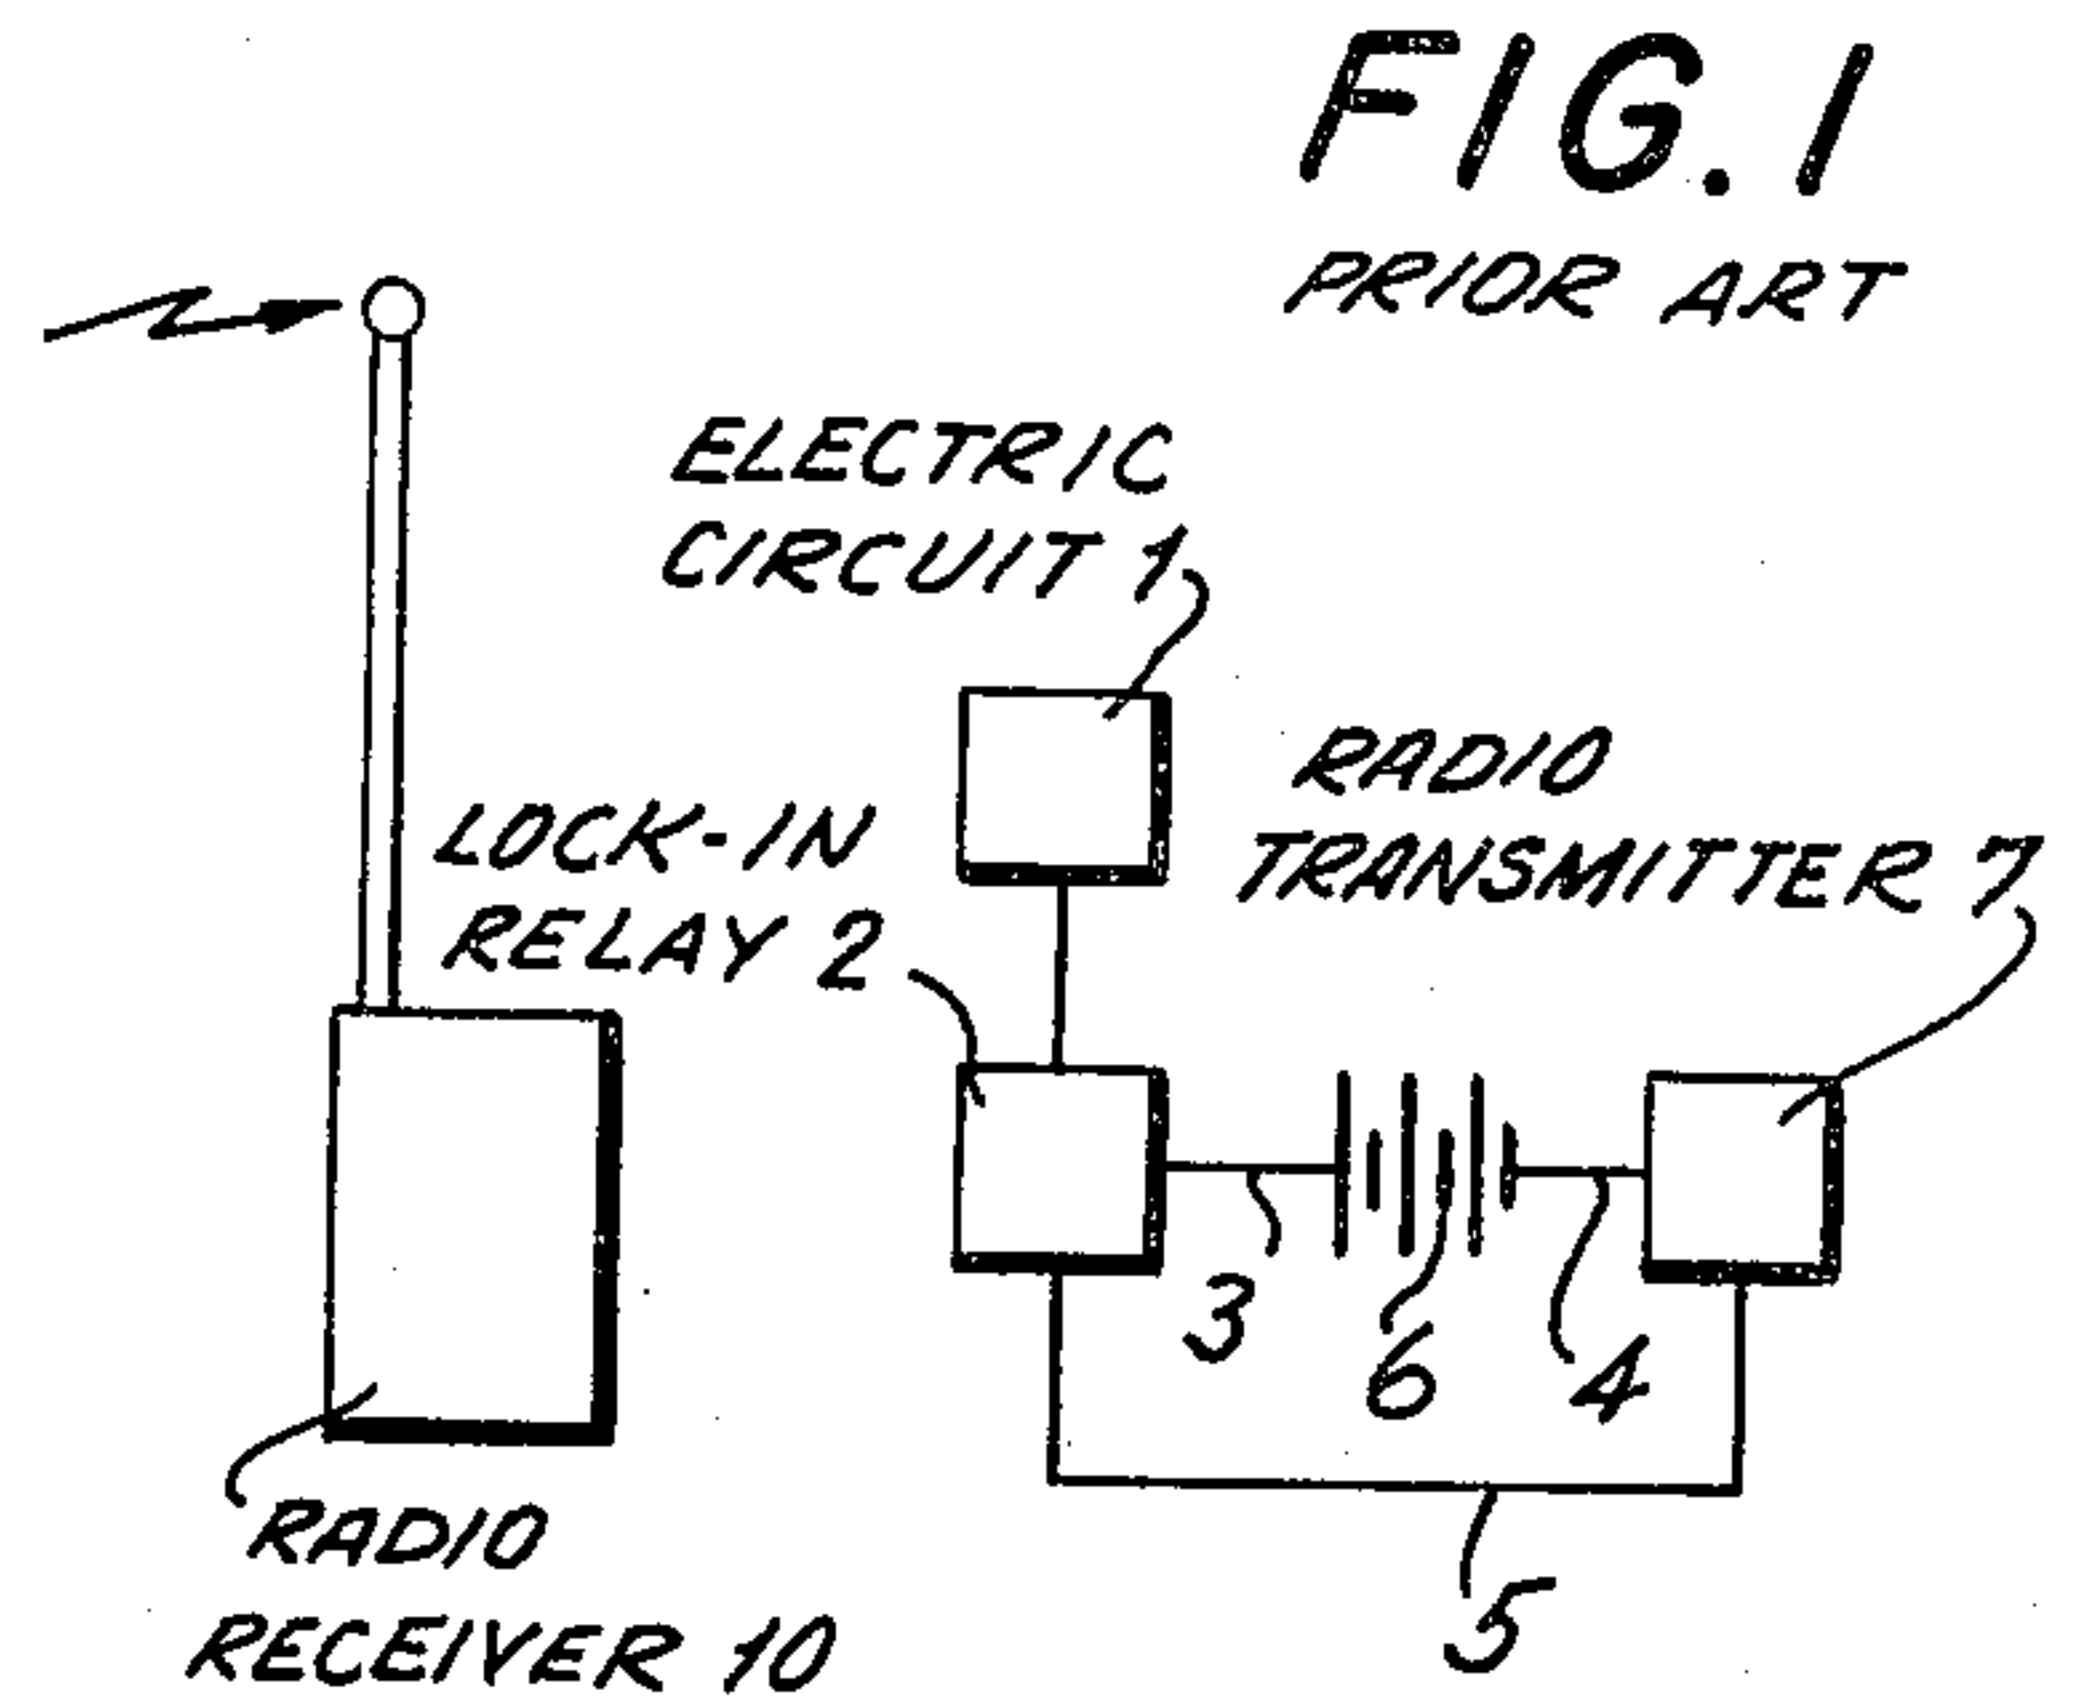 FIG. 1
PRIOR ART
ELECTRIC
CIRCUIT 1
RADIO
TRANSMITTER 7
LOCK-IN
RELAY 2
3
6
4
5
RADIO
RECEIVER 10